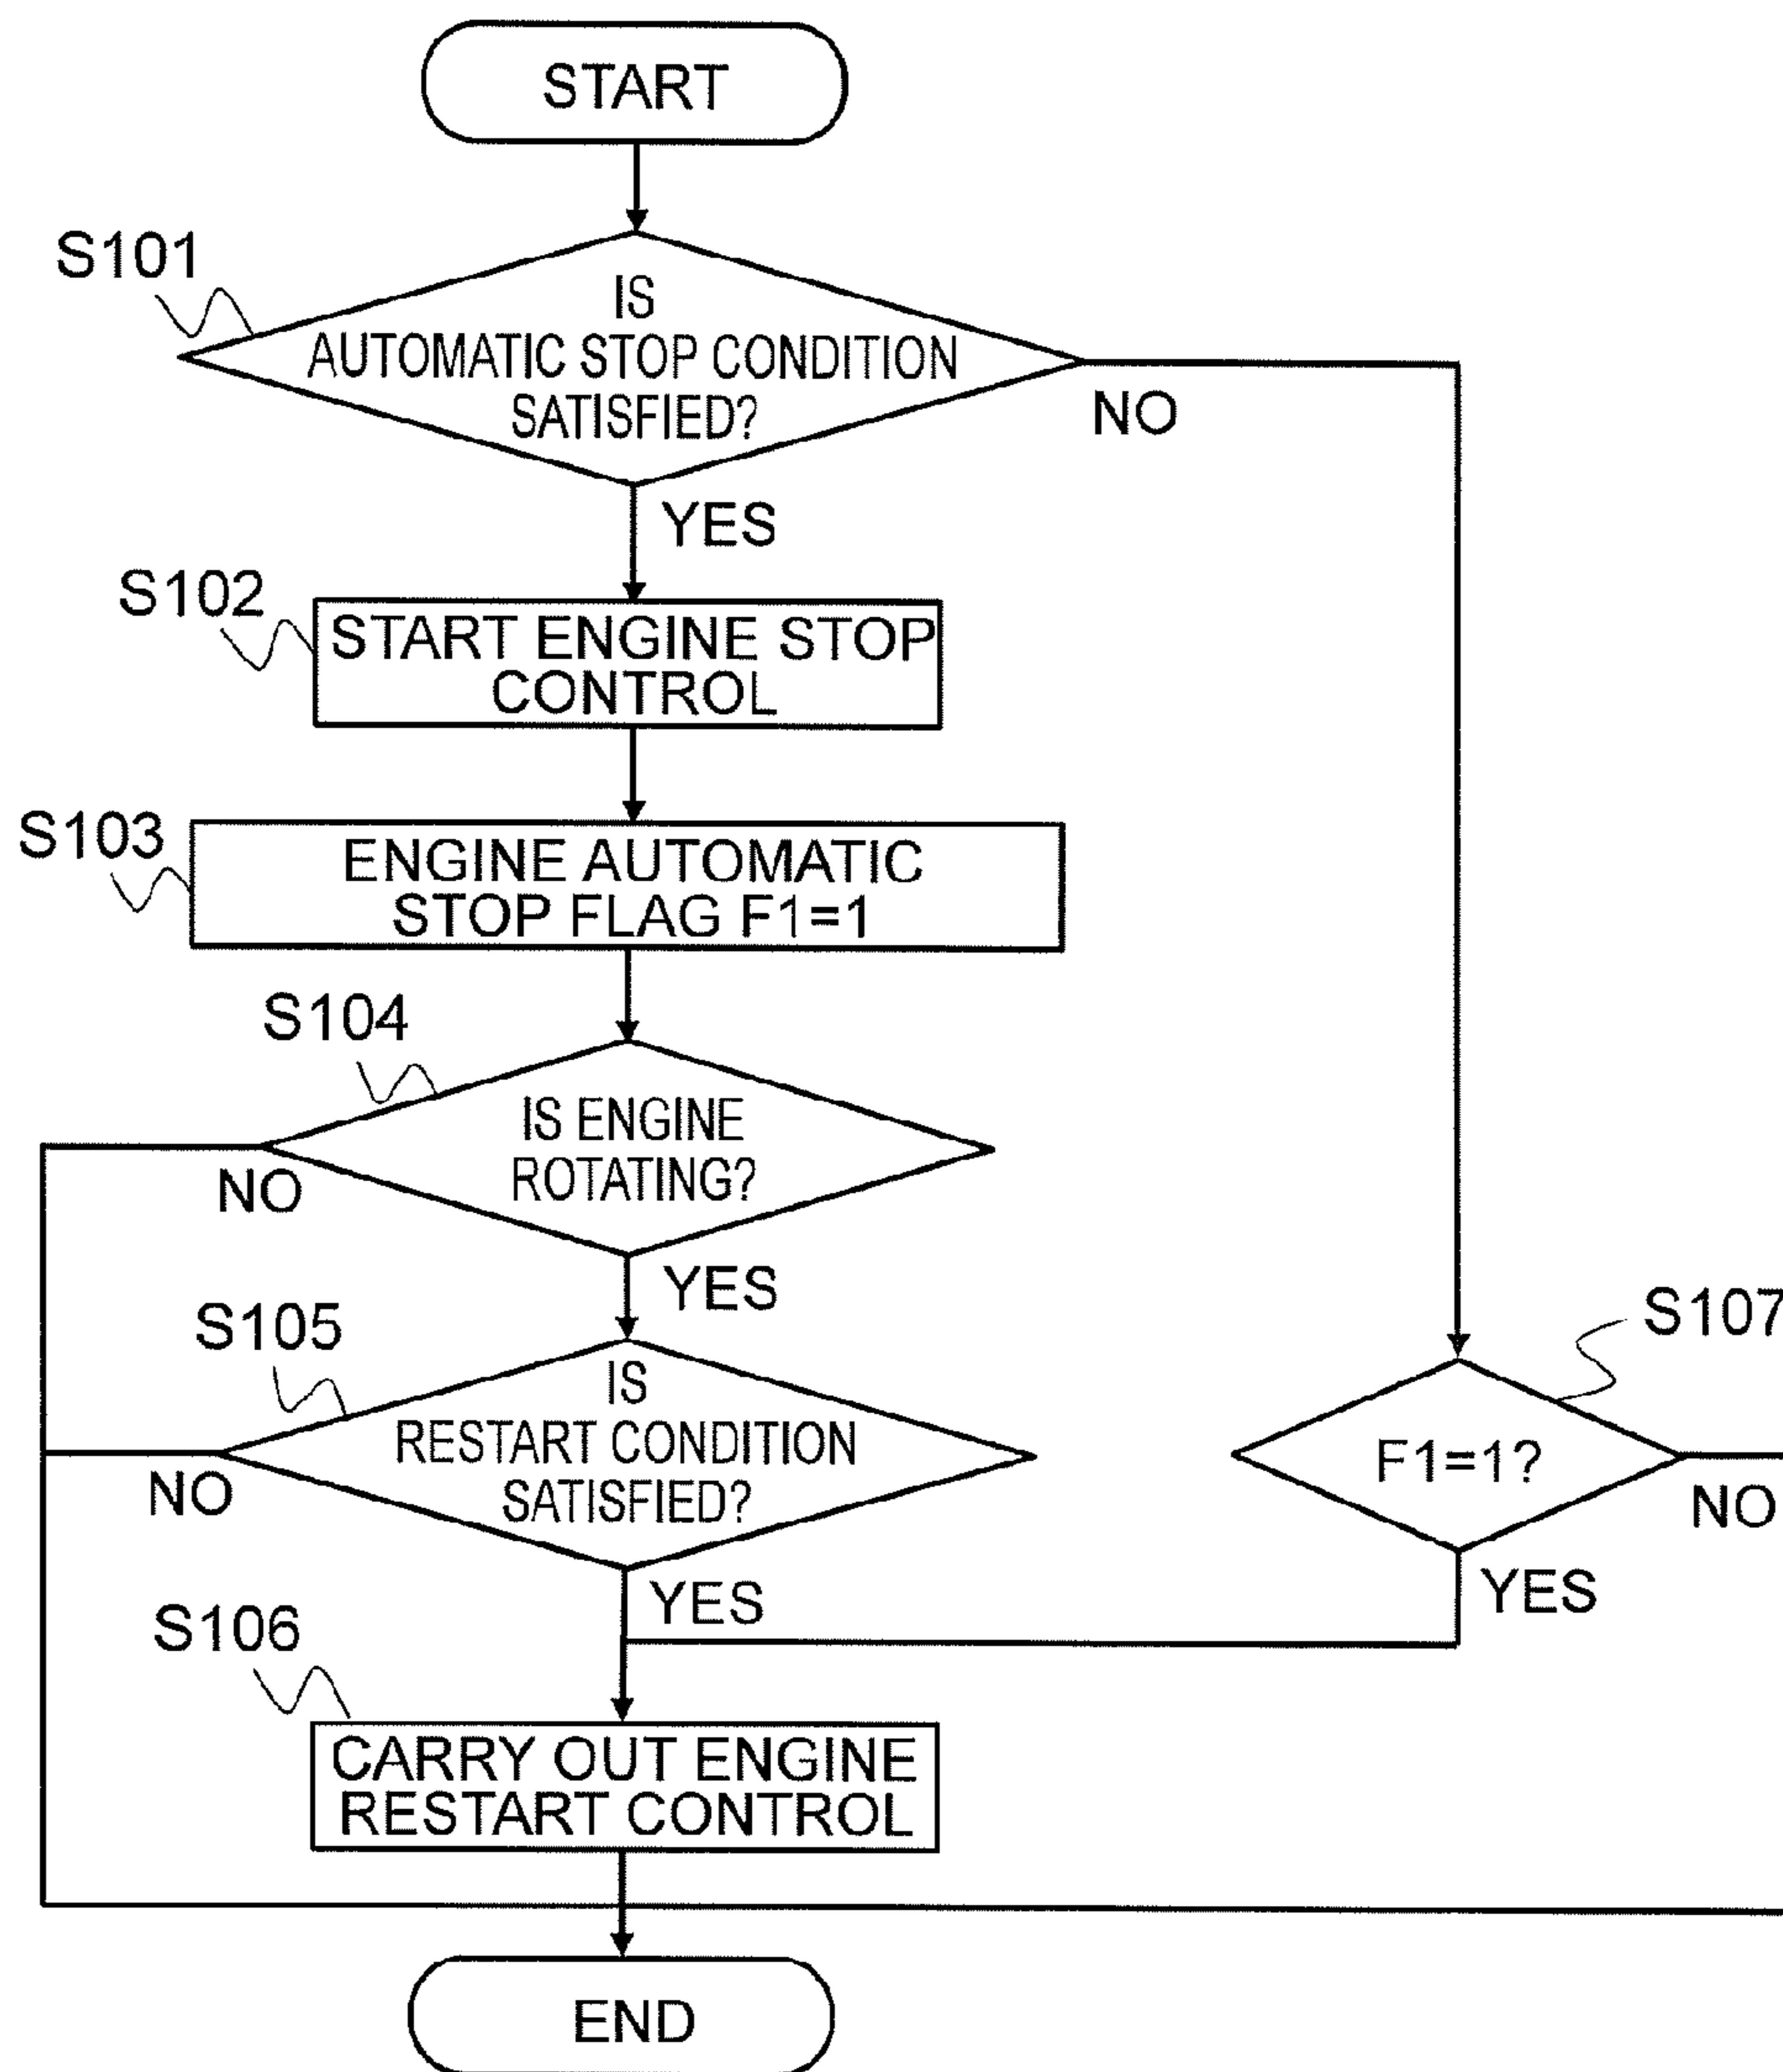 START
S101
IS
AUTOMATIC STOP CONDITION
SATISFIED?
NO
YES
S102
START ENGINE STOP
CONTROL
S103
ENGINE AUTOMATIC
STOP FLAG F1=1
S104
IS ENGINE
ROTATING?
NO
YES
S105
IS
RESTART CONDITION
SATISFIED?
NO
YES
S107
F1=1?
NO
YES
S106
CARRY OUT ENGINE
RESTART CONTROL
END